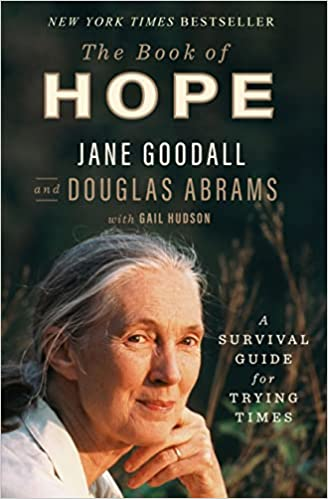 NEW YORK TIMES BESTSELLER
The Book of
HOPE
JANE GOODALL
and DOUGLAS ABRAMS
with GAIL HUDSON
A
SURVIVAL
GUIDE
for
TRYING
TIMES